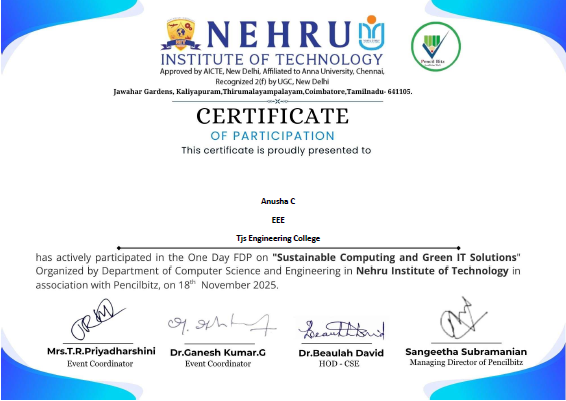 NEHRU
INSTITUTE OF TECHNOLOGY
Approved by AICTE, New Delhi, Affiliated to Anna University, Chennai,
Recognized 2(f) by UGC, New Delhi
Jawahar Gardens, Kaliyapuram,Thirumalayampalayam,Coimbatore,Tamilnadu- 641105.
Pencil Bitz
CERTIFICATE
OF PARTICIPATION
This certificate is proudly presented to
Anusha C
EEE
Tjs Engineering College
has actively participated in the One Day FDP on "Sustainable Computing and Green IT Solutions"
Organized by Department of Computer Science and Engineering in Nehru Institute of Technology in
association with Pencilbitz, on 18th November 2025.
Mrs.T.R.Priyadharshini
Event Coordinator
Dr.Ganesh Kumar.G
Event Coordinator
Dr.Beaulah David
HOD - CSE
Sangeetha Subramanian
Managing Director of Pencilbitz